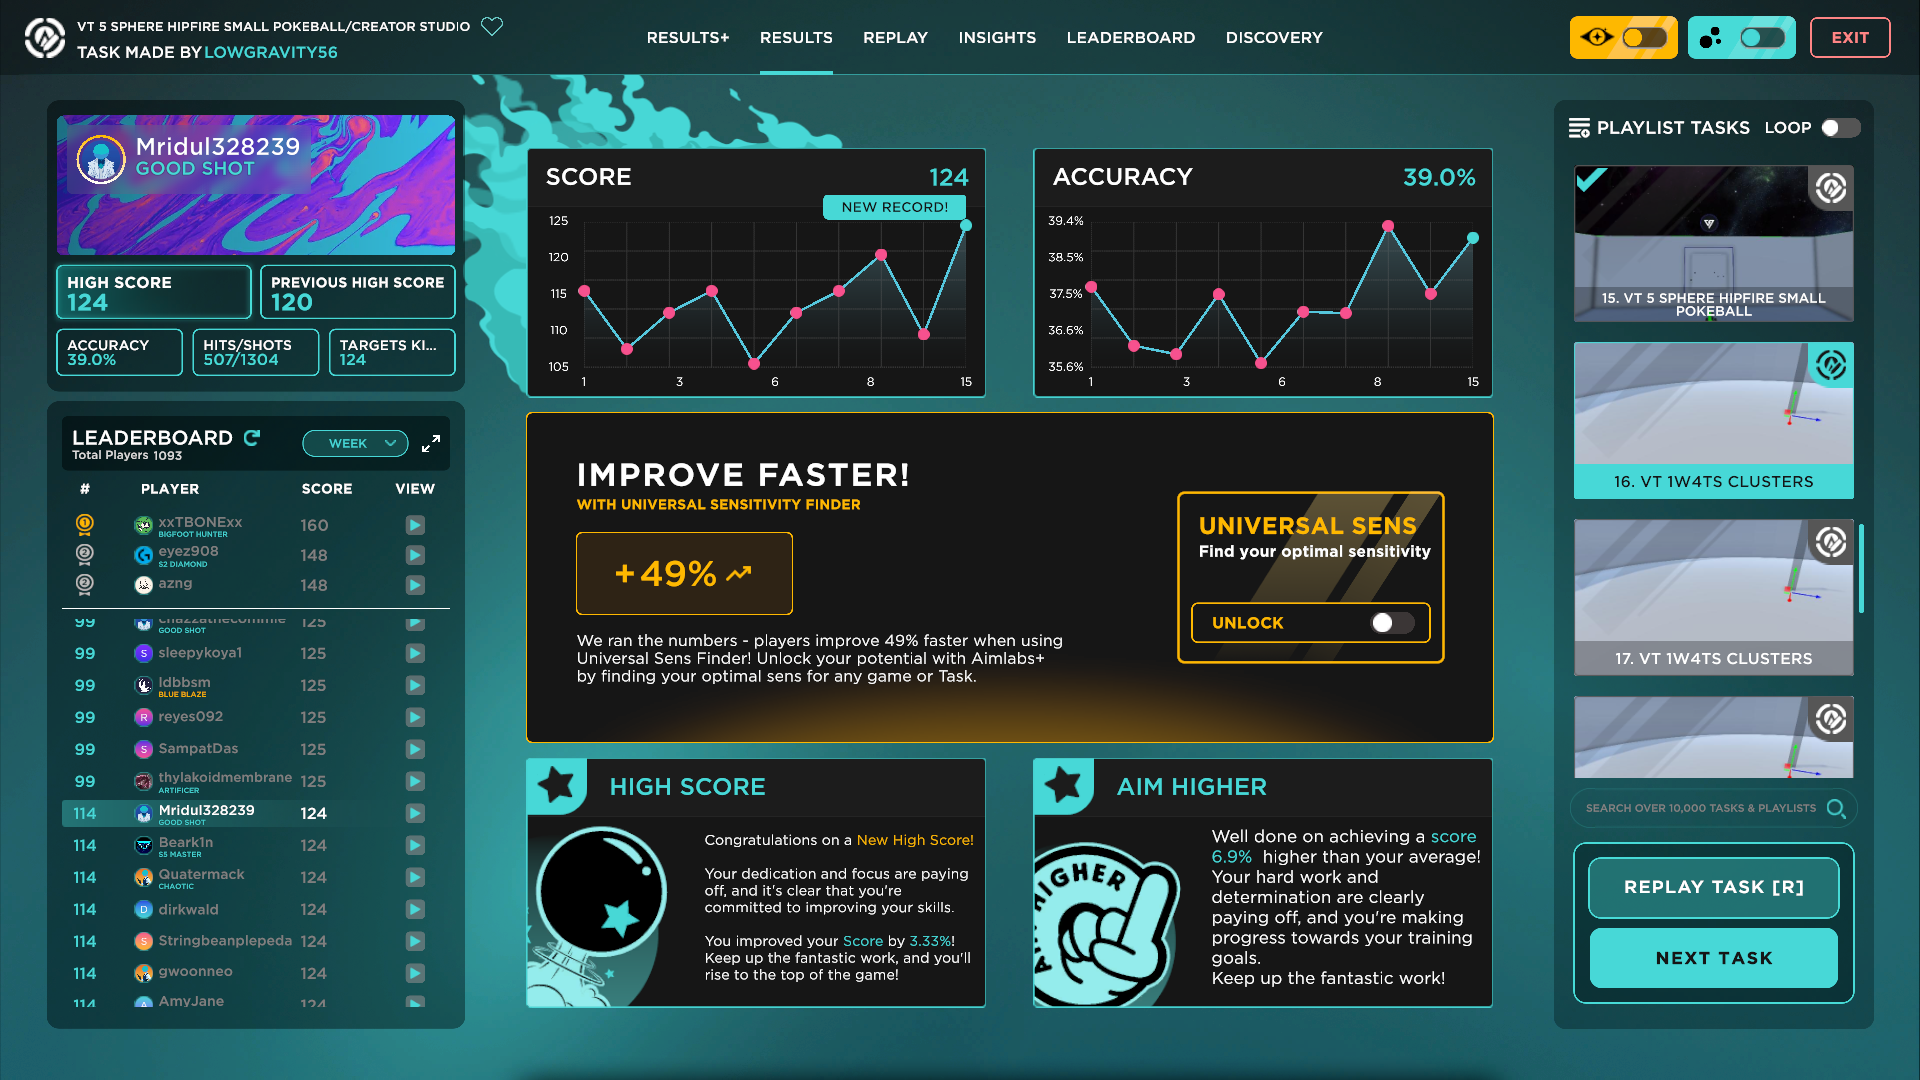 VT 5 SPHERE HIPFIRE SMALL POKEBALL/CREATOR STUDIO
TASK MADE BY LOWGRAVITY56
RESULTS+
RESULTS
REPLAY
INSIGHTS
LEADERBOARD
DISCOVERY
EXIT
Mridul328239
GOOD SHOT
HIGH SCORE
124
PREVIOUS HIGH SCORE
120
ACCURACY
39.0%
HITS/SHOTS
507/1304
TARGETS KI...
124
LEADERBOARD
Total Players 1093
WEEK
# PLAYER SCORE VIEW
1 xxTBONExx 160
BIGFOOT HUNTER
2 eyez908 148
S2 DIAMOND
2 azng 148
99 chazzathecommie 125
GOOD SHOT
99 S sleepykoya1 125
99 ldbbsm 125
BLUE BLAZE
99 R reyes092 125
99 S SampatDas 125
99 thylakoidmembrane 125
ARTIFICER
114 Mridul328239 124
GOOD SHOT
114 Beark1n 124
S5 MASTER
114 Quatermack 124
CHAOTIC
114 D dirkwald 124
114 S Stringbeanplepeda 124
114 gwoonneo 124
114 A AmyJane 124
SCORE 124
NEW RECORD!
125
120
115
110
105
1 3 6 8 15
ACCURACY 39.0%
39.4%
38.5%
37.5%
36.6%
35.6%
1 3 6 8 15
IMPROVE FASTER!
WITH UNIVERSAL SENSITIVITY FINDER
+49%
We ran the numbers - players improve 49% faster when using
Universal Sens Finder! Unlock your potential with Aimlabs+
by finding your optimal sens for any game or Task.
UNIVERSAL SENS
Find your optimal sensitivity
UNLOCK
HIGH SCORE
Congratulations on a New High Score!
Your dedication and focus are paying
off, and it's clear that you're
committed to improving your skills.
You improved your Score by 3.33%!
Keep up the fantastic work, and you'll
rise to the top of the game!
AIM HIGHER
HIGHER
Well done on achieving a score
6.9% higher than your average!
Your hard work and
determination are clearly
paying off, and you're making
progress towards your training
goals.
Keep up the fantastic work!
PLAYLIST TASKS LOOP
15. VT 5 SPHERE HIPFIRE SMALL
POKEBALL
16. VT 1W4TS CLUSTERS
17. VT 1W4TS CLUSTERS
SEARCH OVER 10,000 TASKS & PLAYLISTS
REPLAY TASK [R]
NEXT TASK